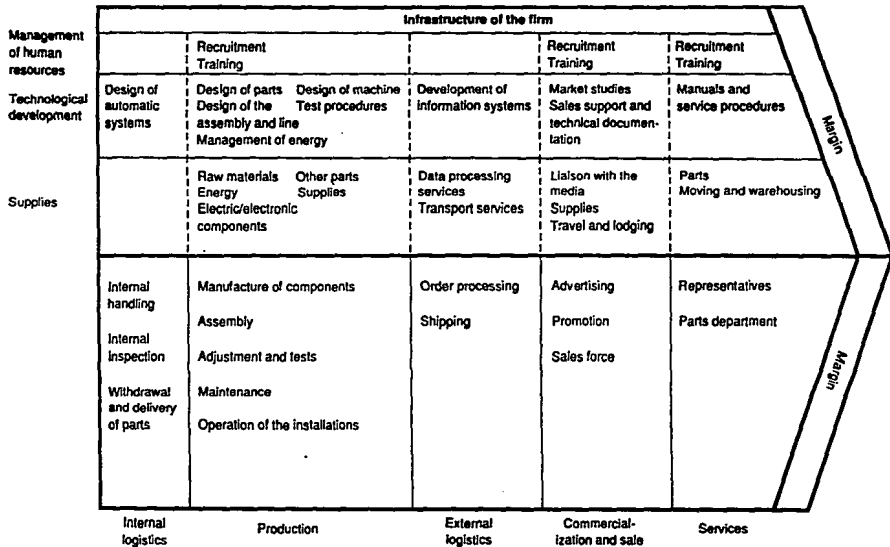 Infrastructure of the firm
Management
of human
resources
Recruitment
Training
Recruitment
Training
Recruitment
Training
Technological
development
Design of
automatic
systems
Design of parts
Design of the
assembly and line
Management of energy
Design of machine
Test procedures
Development of
information systems
Market studies
Sales support and
technical documen-
tation
Manuals and
service procedures
Margin
Supplies
Raw materials
Energy
Electric/electronic
components
Other parts
Supplies
Data processing
services
Transport services
Liaison with the
media
Supplies
Travel and lodging
Parts
Moving and warehousing
Internal
handling
Internal
inspection
Withdrawal
and delivery
of parts
Manufacture of components
Assembly
Adjustment and tests
Maintenance
Operation of the installations
Order processing
Shipping
Advertising
Promotion
Sales force
Representatives
Parts department
Margin
Internal
logistics
Production
External
logistics
Commercial-
ization and sale
Services